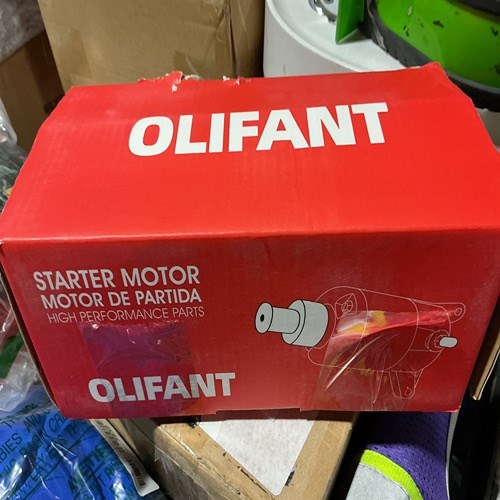 OLIFANT
STARTER MOTOR
MOTOR DE PARTIDA
HIGH PERFORMANCE PARTS
OLIFANT